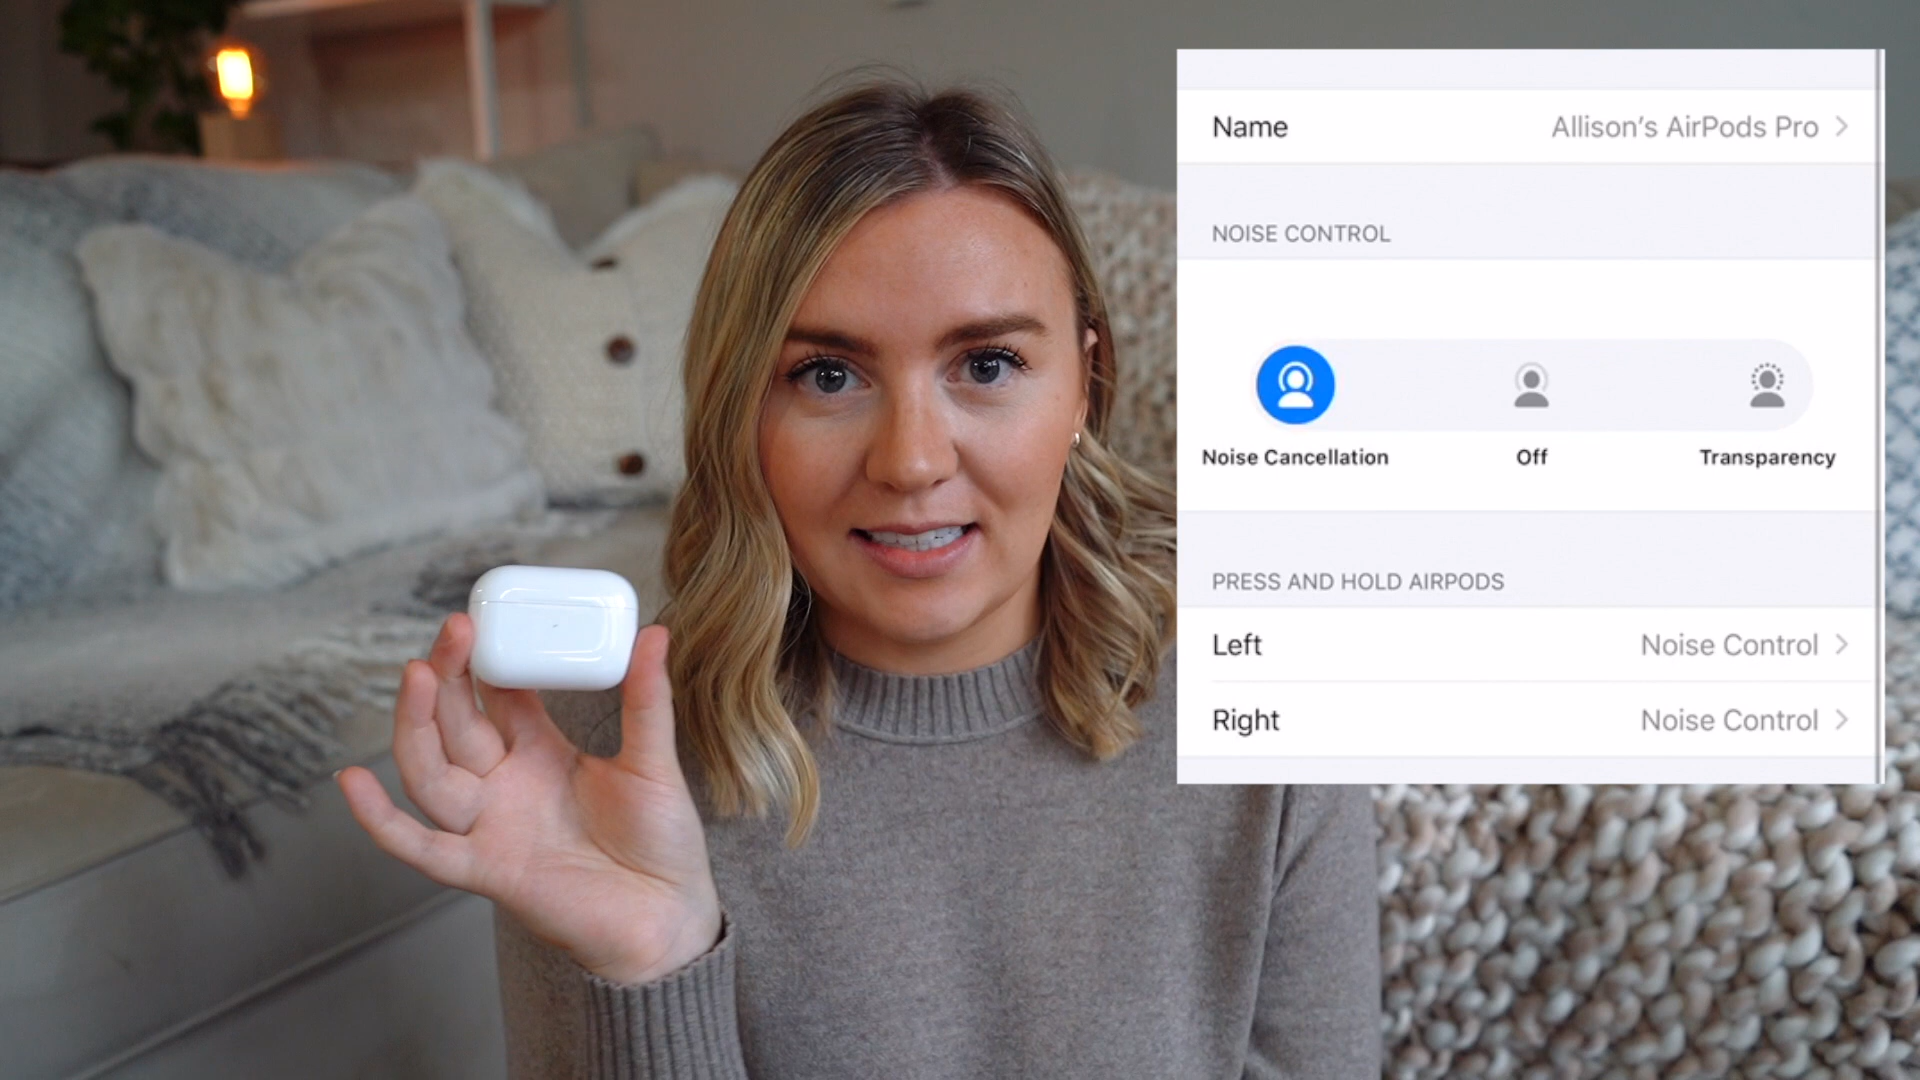 Name Allison's AirPods Pro
NOISE CONTROL
Noise Cancellation Off Transparency
PRESS AND HOLD AIRPODS
Left Noise Control
Right Noise Control